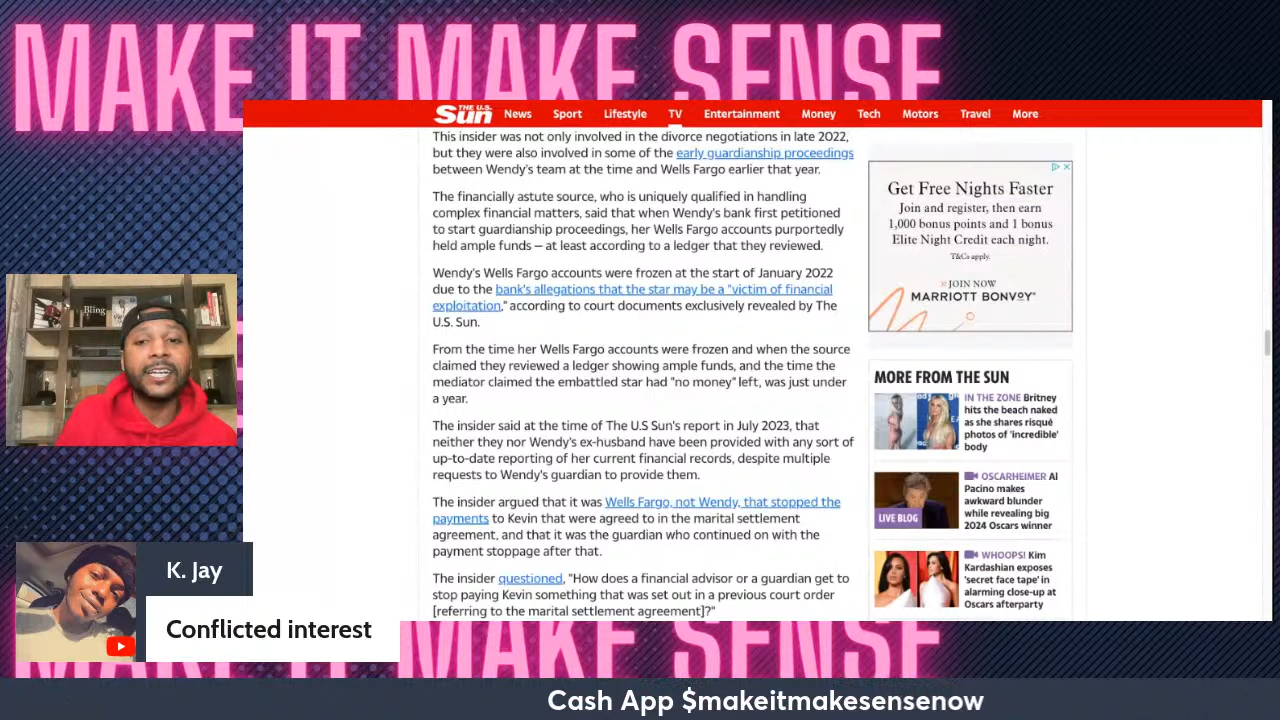 MAKE IT MAKE SENSE
THE U.S.
Sun
News Sport Lifestyle TV Entertainment Money Tech Motors Travel More
This insider was not only involved in the divorce negotiations in late 2022,
but they were also involved in some of the early guardianship proceedings
between Wendy's team at the time and Wells Fargo earlier that year.
The financially astute source, who is uniquely qualified in handling
complex financial matters, said that when Wendy's bank first petitioned
to start guardianship proceedings, her Wells Fargo accounts purportedly
held ample funds – at least according to a ledger that they reviewed.
Wendy's Wells Fargo accounts were frozen at the start of January 2022
due to the bank's allegations that the star may be a "victim of financial
exploitation," according to court documents exclusively revealed by The
U.S. Sun.
From the time her Wells Fargo accounts were frozen and when the source
claimed they reviewed a ledger showing ample funds, and the time the
mediator claimed the embattled star had "no money" left, was just under
a year.
The insider said at the time of The U.S Sun's report in July 2023, that
neither they nor Wendy's ex-husband have been provided with any sort of
up-to-date reporting of her current financial records, despite multiple
requests to Wendy's guardian to provide them.
The insider argued that it was Wells Fargo, not Wendy, that stopped the
payments to Kevin that were agreed to in the marital settlement
agreement, and that it was the guardian who continued on with the
payment stoppage after that.
The insider questioned, "How does a financial advisor or a guardian get to
stop paying Kevin something that was set out in a previous court order
[referring to the marital settlement agreement]?"
Get Free Nights Faster
Join and register, then earn
1,000 bonus points and 1 bonus
Elite Night Credit each night.
T&Cs apply.
JOIN NOW
MARRIOTT BONVOY
MORE FROM THE SUN
IN THE ZONE Britney
hits the beach naked
as she shares risqué
photos of 'incredible'
body
OSCARHEIMER Al
Pacino makes
awkward blunder
while revealing big
2024 Oscars winner
LIVE BLOG
WHOOPS! Kim
Kardashian exposes
'secret face tape' in
alarming close-up at
Oscars afterparty
Bling
K. Jay
Conflicted interest
MAKE IT MAKE SENSE
Cash App $makeitmakesensenow